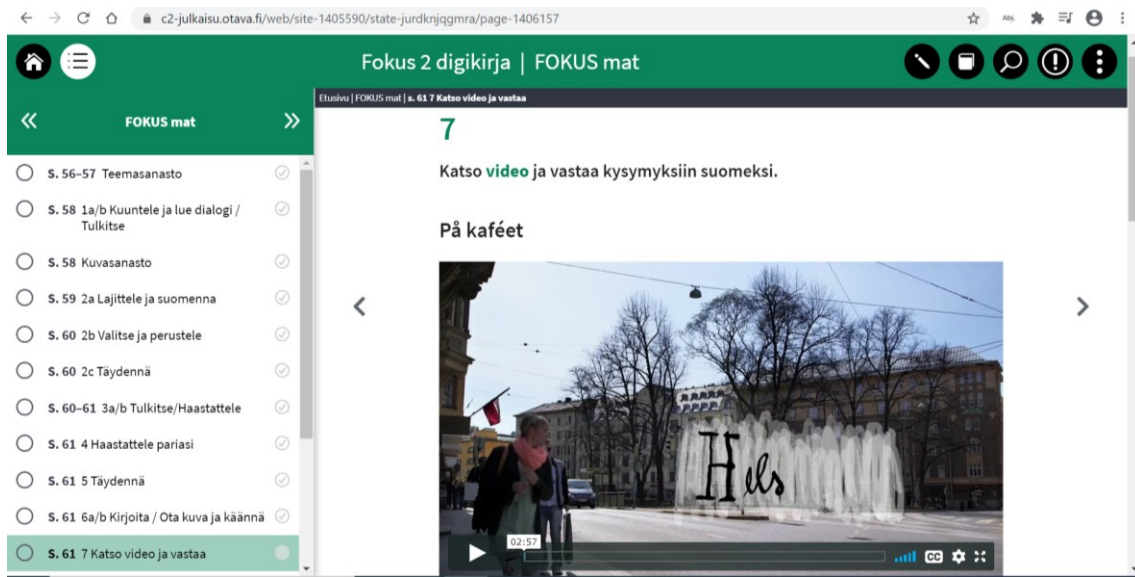 c2-julkaisu.otava.fi/web/site-1405590/state-jurdknjqgmra/page-1406157
Fokus 2 digikirja | FOKUS mat
Etusivu | FOKUS mat | s. 61 7 Katso video ja vastaa
FOKUS mat
S. 56–57 Teemasanasto
S. 58 1a/b Kuuntele ja lue dialogi /
Tulkitse
S. 58 Kuvasanasto
S. 59 2a Lajittele ja suomenna
S. 60 2b Valitse ja perustele
S. 60 2c Täydennä
S. 60–61 3a/b Tulkitse/Haastattele
S. 61 4 Haastattele pariasi
S. 61 5 Täydennä
S. 61 6a/b Kirjoita / Ota kuva ja käännä
S. 61 7 Katso video ja vastaa
7
Katso video ja vastaa kysymyksiin suomeksi.
På kaféet
Hels
02:57
CC